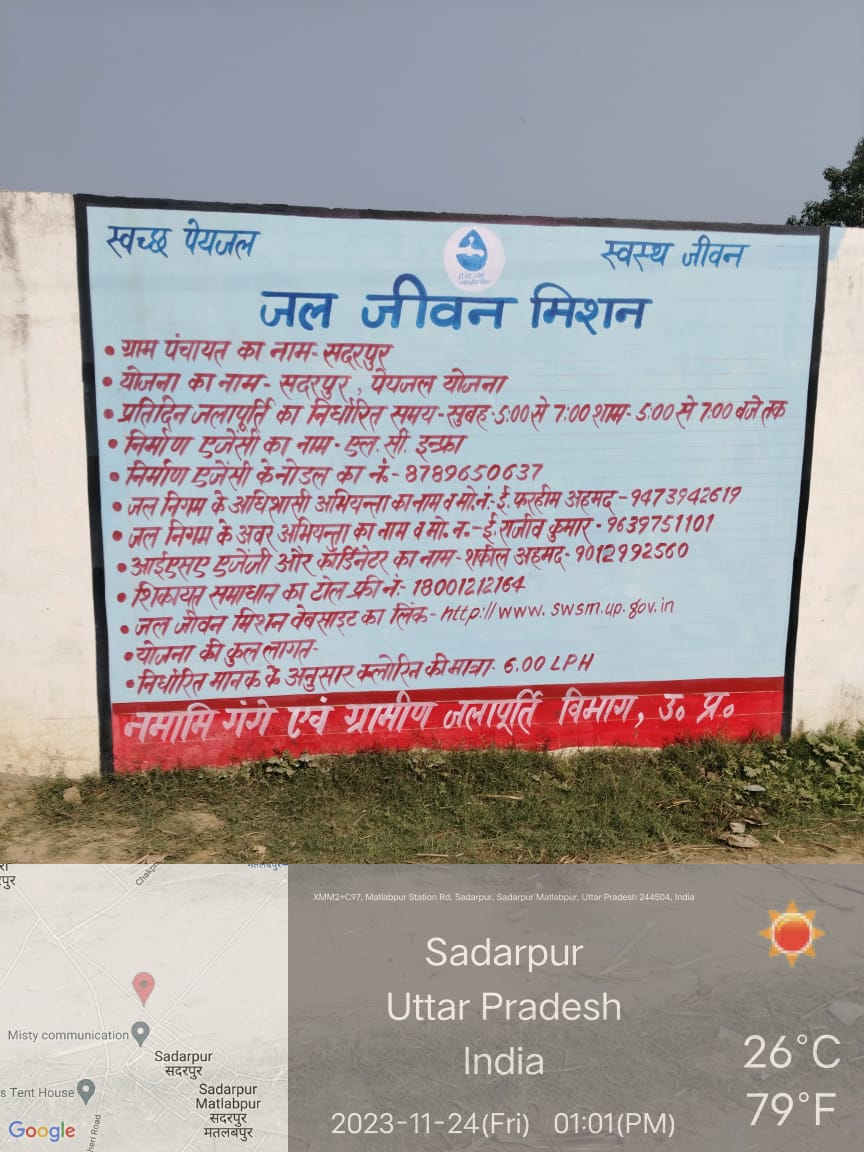 स्वच्छ पेयजल
स्वस्थ जीवन
जल जीवन मिशन
• ग्राम पंचायत का नाम- सदरपुर
• योजना का नाम- सदरपुर, पेयजल योजना
• प्रतिदिन जलापूर्ति का निर्धारित समय-सुबह-5:00 से 7:00 शाम- 5:00 से 7:00 बजे तक
• निर्माण एजेंसी का नाम- एल. सी. इन्फ्रा
• निर्माण एजेंसी के नोडल का नं.- 8789650637
• जल निगम के अधिशासी अभियन्ता का नाम व मो.नं.-ई. फरहीम अहमद - 9473942619
• जल निगम के अवर अभियन्ता का नाम व मो. न.-ई. राजीव कुमार - 9639751101
• आईएसए एजेंजी और कॉर्डिनेटर का नाम-शकील अहमद- 9012992560
• शिकायत समाधान का टोल फ्री नं- 18001212164
• जल जीवन मिशन वेबसाइट का लिंक- http://www.swsm.up.gov.in
• योजना की कुल लागत-
• निर्धारित मानक के अनुसार क्लोरिन की मात्रा- 6.00 LPH
नमामि गंगे एवं ग्रामीण जलापूर्ति विभाग, उ० प्र०
XMM2+C97, Matlabpur Station Rd, Sadarpur, Sadarpur Matlabpur, Uttar Pradesh 244504, India
Sadarpur
Uttar Pradesh
India
2023-11-24(Fri) 01:01(PM)
26°C
79°F
Misty communication
Sadarpur
सदरपुर
s Tent House
Sadarpur
Matlabpur
सदरपुर
मतलबपुर
Google